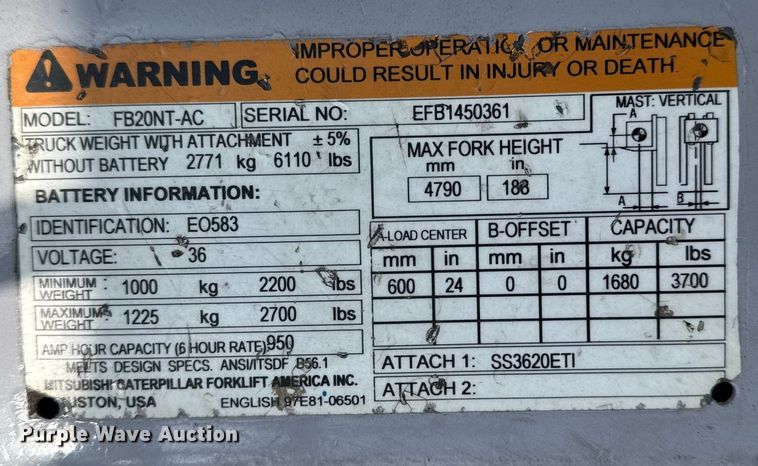 WARNING
IMPROPER OPERATION OR MAINTENANCE
COULD RESULT IN INJURY OR DEATH
MODEL: FB20NT-AC SERIAL NO: EFB1450361
TRUCK WEIGHT WITH ATTACHMENT ± 5%
WITHOUT BATTERY 2771 kg 6110 lbs
BATTERY INFORMATION:
IDENTIFICATION: EO583
VOLTAGE: 36
MINIMUM WEIGHT : 1000 kg 2200 lbs
MAXIMUM WEIGHT : 1225 kg 2700 lbs
AMP HOUR CAPACITY (6 HOUR RATE) 950
MEETS DESIGN SPECS. ANSI/ITSDF B56.1
MITSUBISHI CATERPILLAR FORKLIFT AMERICA INC.
HOUSTON, USA ENGLISH 97E81-06501
MAX FORK HEIGHT
mm in
4790 188
MAST: VERTICAL
A
A B
A-LOAD CENTER B-OFFSET CAPACITY
mm in mm in kg lbs
600 24 0 0 1680 3700
ATTACH 1: SS3620ETI
ATTACH 2:
Purple Wave Auction